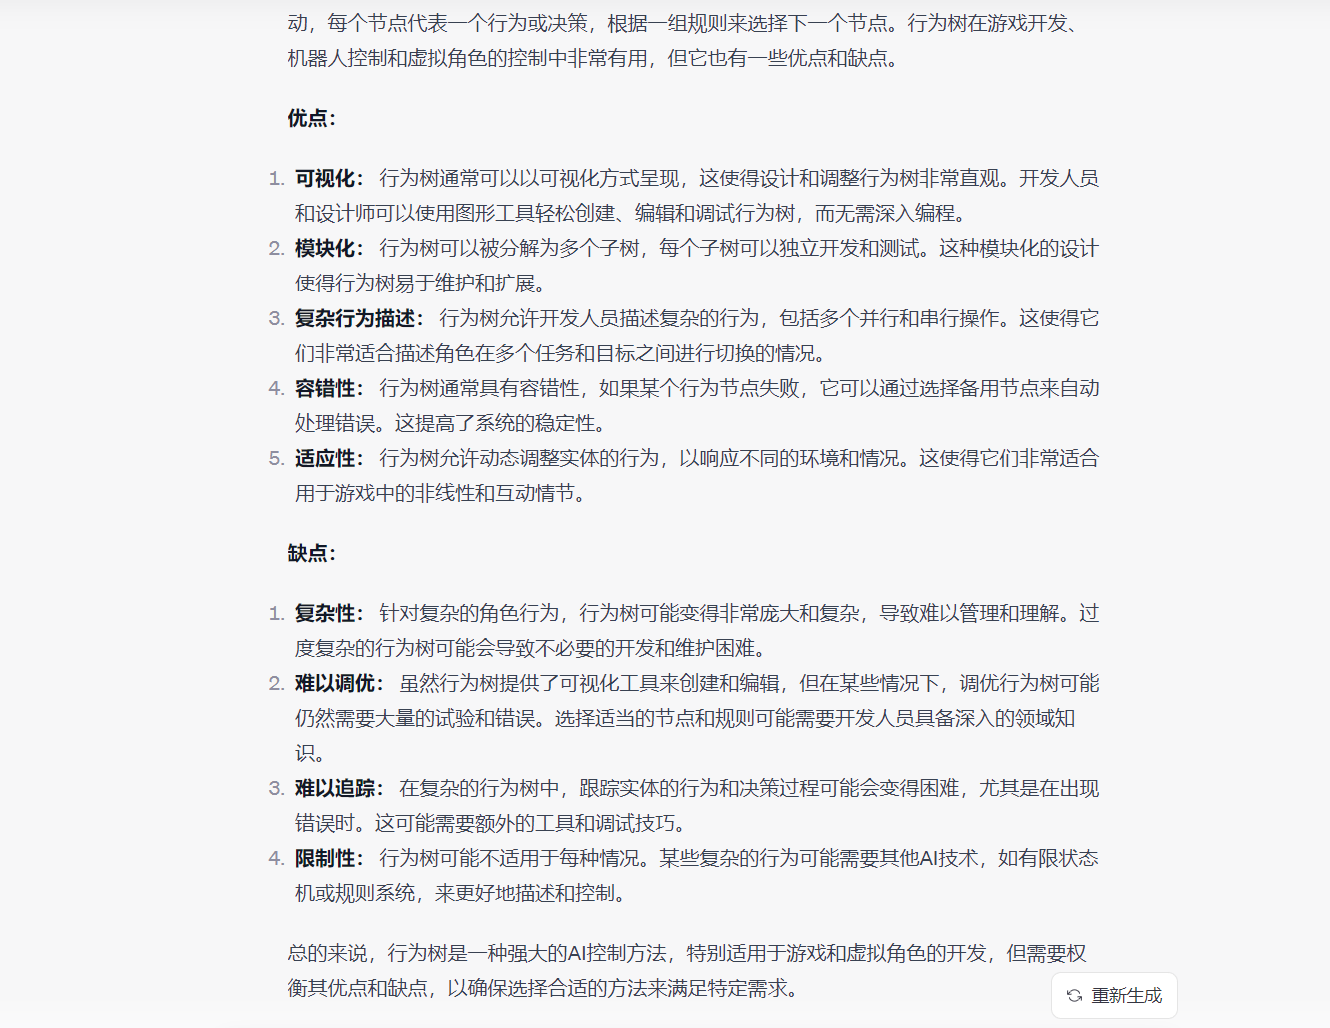 动，每个节点代表一个行为或决策，根据一组规则来选择下一个节点。行为树在游戏开发、
机器人控制和虚拟角色的控制中非常有用，但它也有一些优点和缺点。
优点：
1. 可视化： 行为树通常可以以可视化方式呈现，这使得设计和调整行为树非常直观。开发人员
和设计师可以使用图形工具轻松创建、编辑和调试行为树，而无需深入编程。
2. 模块化： 行为树可以被分解为多个子树，每个子树可以独立开发和测试。这种模块化的设计
使得行为树易于维护和扩展。
3. 复杂行为描述： 行为树允许开发人员描述复杂的行为，包括多个并行和串行操作。这使得它
们非常适合描述角色在多个任务和目标之间进行切换的情况。
4. 容错性： 行为树通常具有容错性，如果某个行为节点失败，它可以通过选择备用节点来自动
处理错误。这提高了系统的稳定性。
5. 适应性： 行为树允许动态调整实体的行为，以响应不同的环境和情况。这使得它们非常适合
用于游戏中的非线性和互动情节。
缺点：
1. 复杂性： 针对复杂的角色行为，行为树可能变得非常庞大和复杂，导致难以管理和理解。过
度复杂的行为树可能会导致不必要的开发和维护困难。
2. 难以调优： 虽然行为树提供了可视化工具来创建和编辑，但在某些情况下，调优行为树可能
仍然需要大量的试验和错误。选择适当的节点和规则可能需要开发人员具备深入的领域知
识。
3. 难以追踪： 在复杂的行为树中，跟踪实体的行为和决策过程可能会变得困难，尤其是在出现
错误时。这可能需要额外的工具和调试技巧。
4. 限制性： 行为树可能不适用于每种情况。某些复杂的行为可能需要其他AI技术，如有限状态
机或规则系统，来更好地描述和控制。
总的来说，行为树是一种强大的AI控制方法，特别适用于游戏和虚拟角色的开发，但需要权
衡其优点和缺点，以确保选择合适的方法来满足特定需求。
重新生成